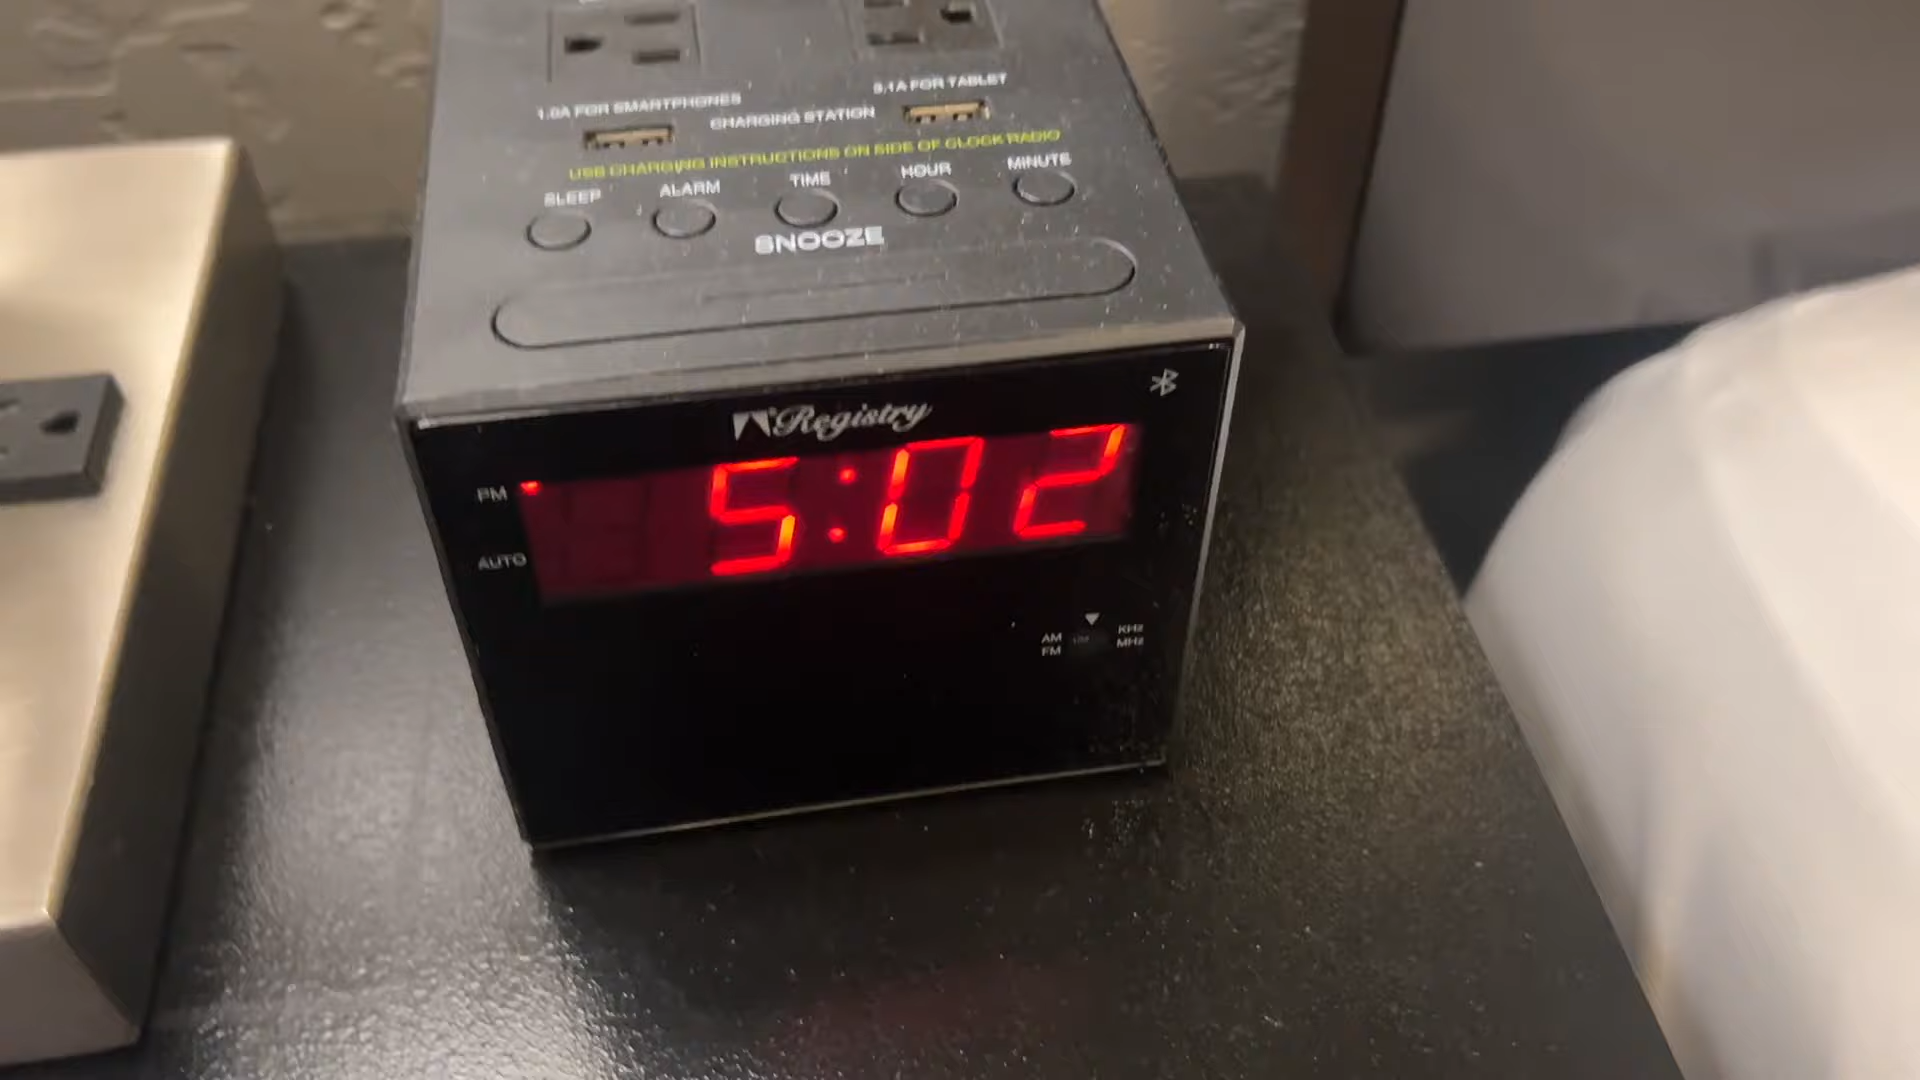 1.0A FOR SMARTPHONES
3.1A FOR TABLET
CHARGING STATION
USB CHARGING INSTRUCTIONS ON SIDE OF CLOCK RADIO
SLEEP ALARM TIME HOUR MINUTE
SNOOZE
Registry
PM 5:02
AUTO
AM KHz
FM MHz